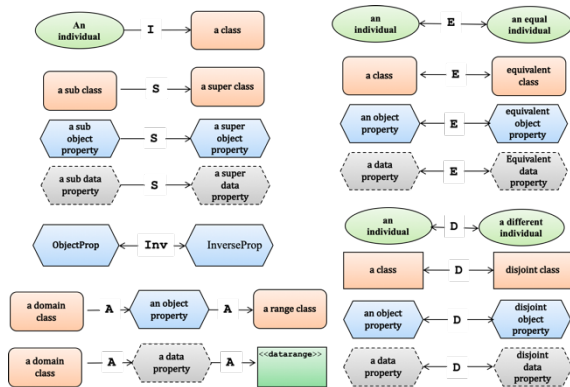 An
individual
I
a class
a sub class
S
a super class
a sub
object
property
S
a super
object
property
a sub data
property
S
a super
data
property
ObjectProp
Inv
InverseProp
a domain
class
A
an object
property
A
a range class
a domain
class
A
a data
property
A
<<datarange>>
an
individual
E
an equal
individual
a class
E
equivalent
class
an object
property
E
equivalent
object
property
a data
property
E
Equivalent
data
property
an
individual
D
a different
individual
a class
D
disjoint class
an object
property
D
disjoint
object
property
a data
property
D
disjoint
data
property